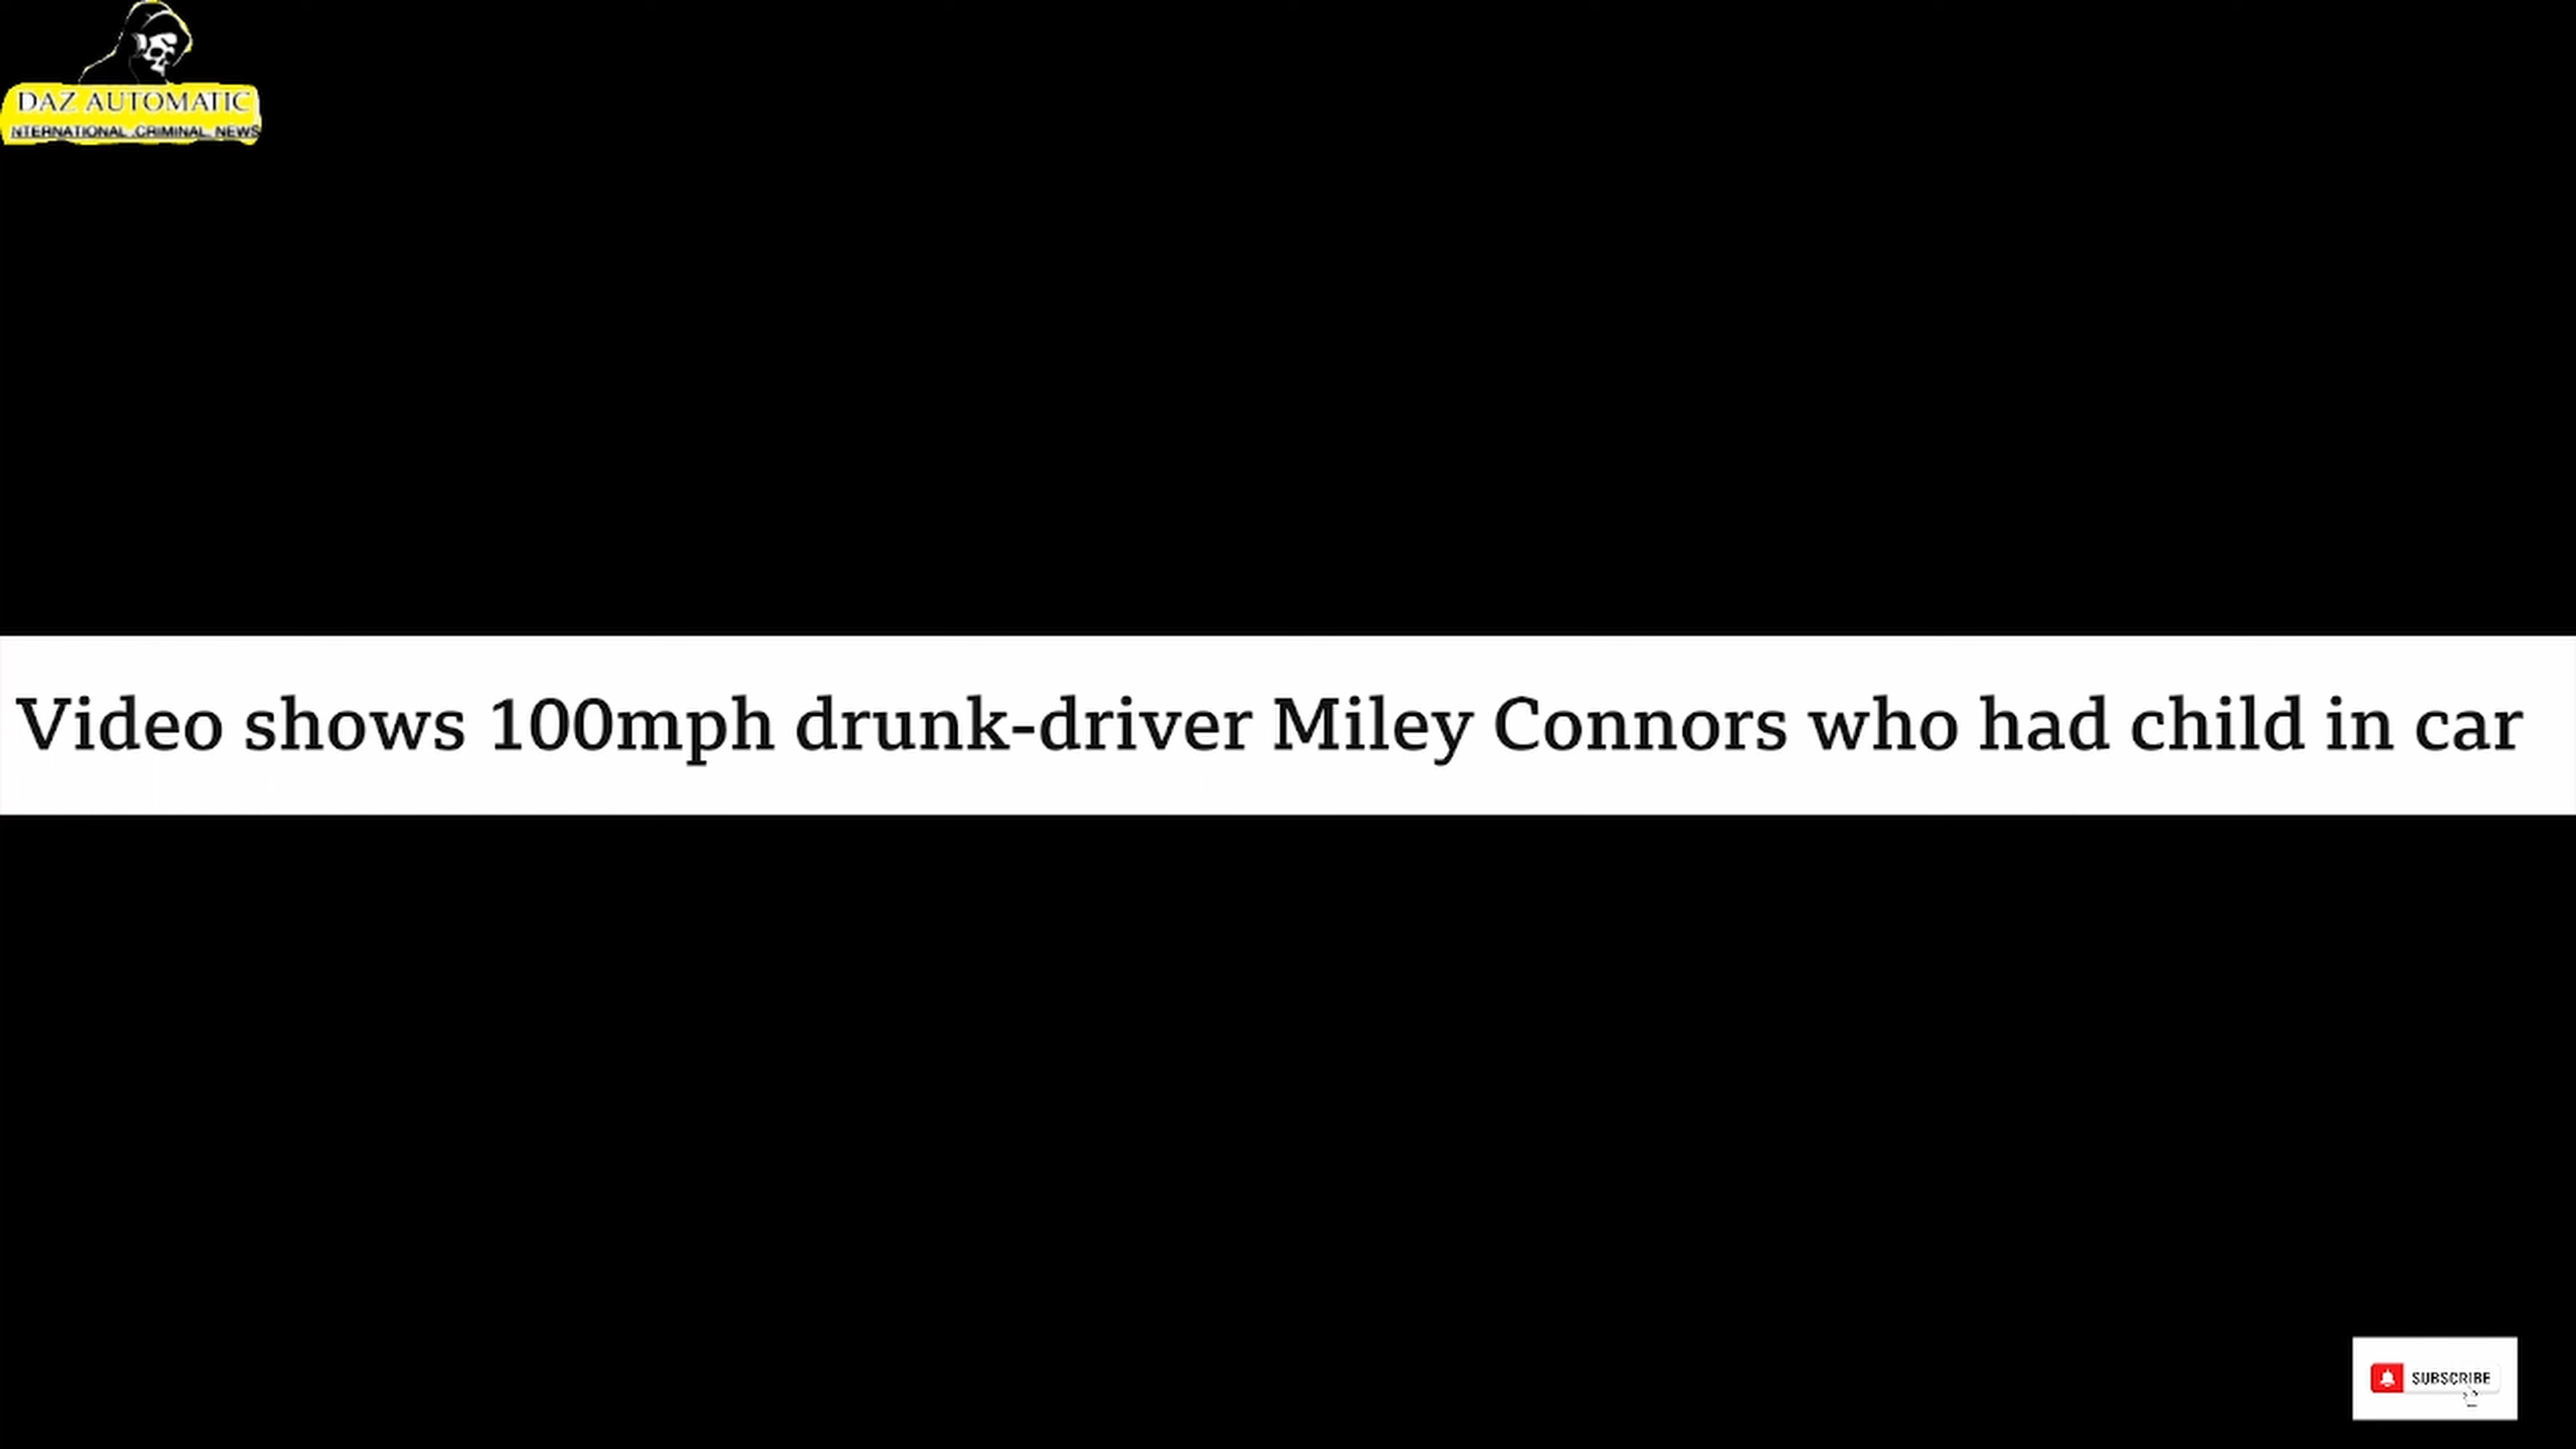 DAZ AUTOMATIC
NTERNATIONAL .CRIMINAL. NEWS
Video shows 100mph drunk-driver Miley Connors who had child in car
SUBSCRIBE